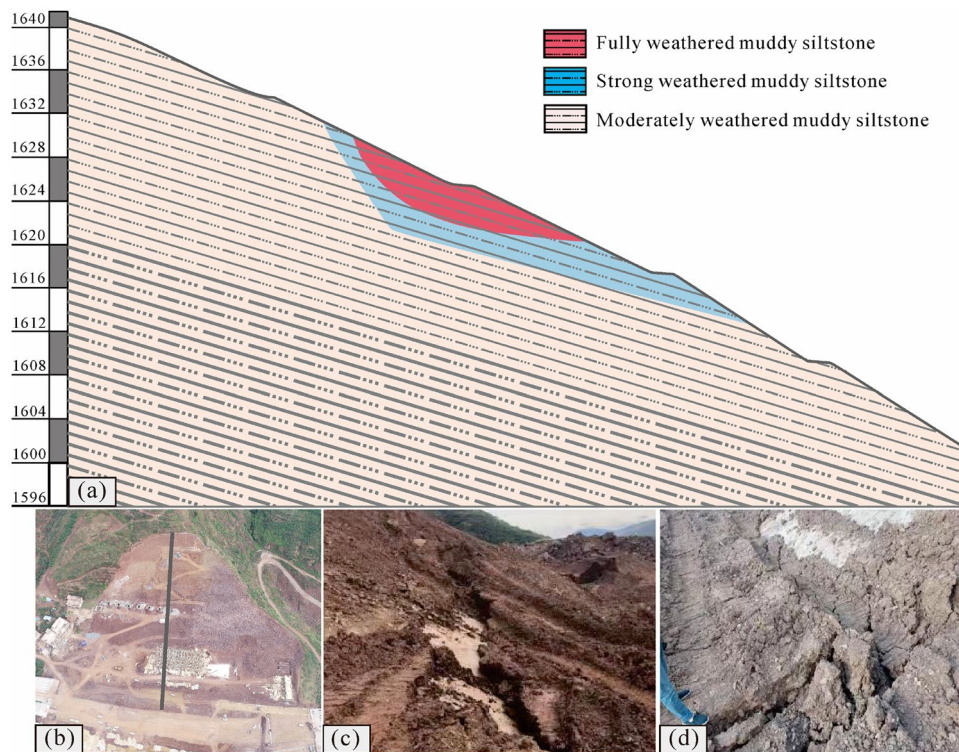 1640
1636
1632
1628
1624
1620
1616
1612
1608
1604
1600
1596
Fully weathered muddy siltstone
Strong weathered muddy siltstone
Moderately weathered muddy siltstone
(a)
(b)
(c)
(d)